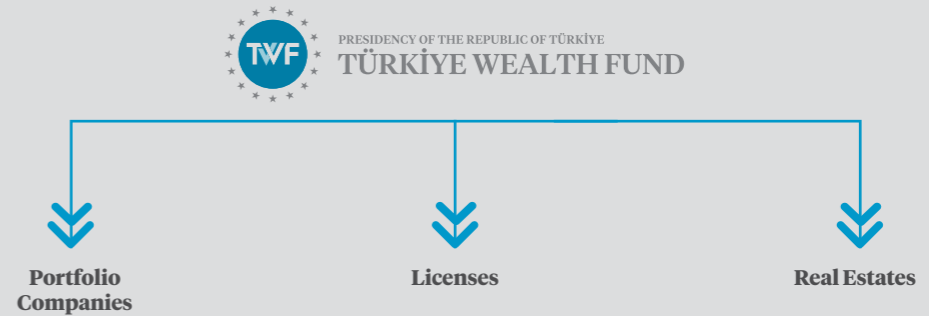 TWF
PRESIDENCY OF THE REPUBLIC OF TÜRKİYE
TÜRKİYE WEALTH FUND
Portfolio
Companies
Licenses
Real Estates